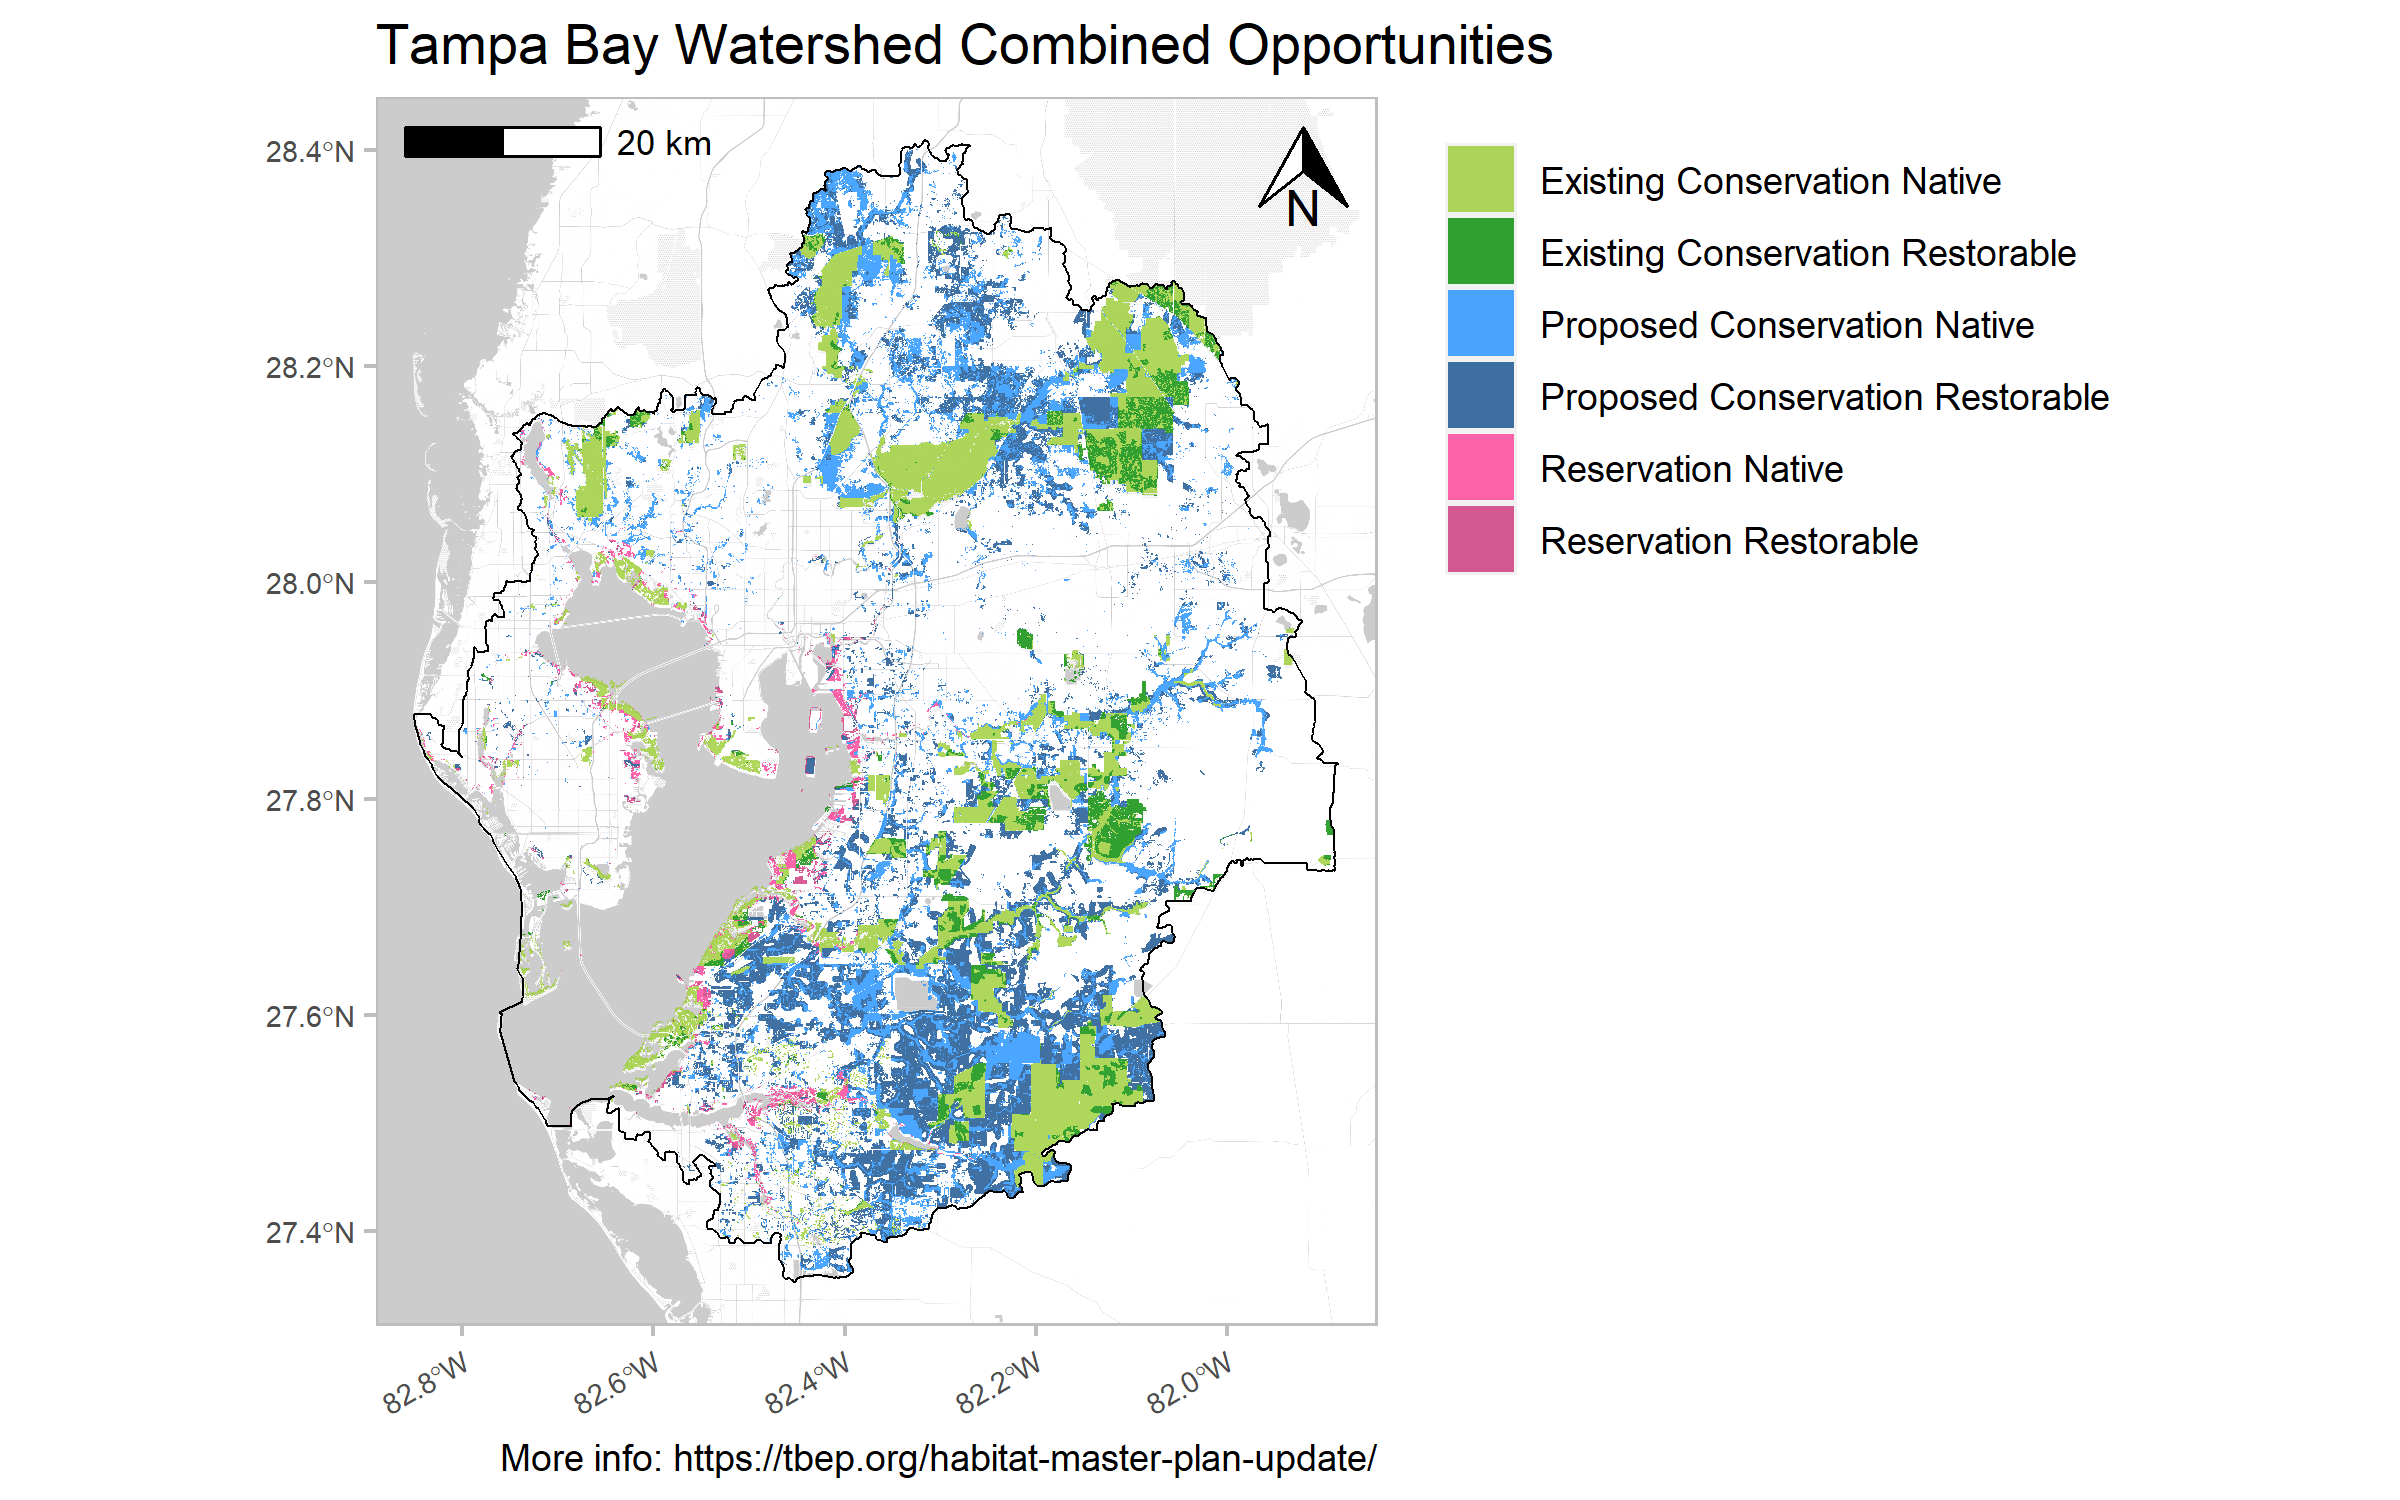 Tampa Bay Watershed Combined Opportunities
20 km
N
28.4°N
28.2°N
28.0°N
27.8°N
27.6°N
27.4°N
82.8°W
82.6°W
82.4°W
82.2°W
82.0°W
Existing Conservation Native
Existing Conservation Restorable
Proposed Conservation Native
Proposed Conservation Restorable
Reservation Native
Reservation Restorable
More info: https://tbep.org/habitat-master-plan-update/